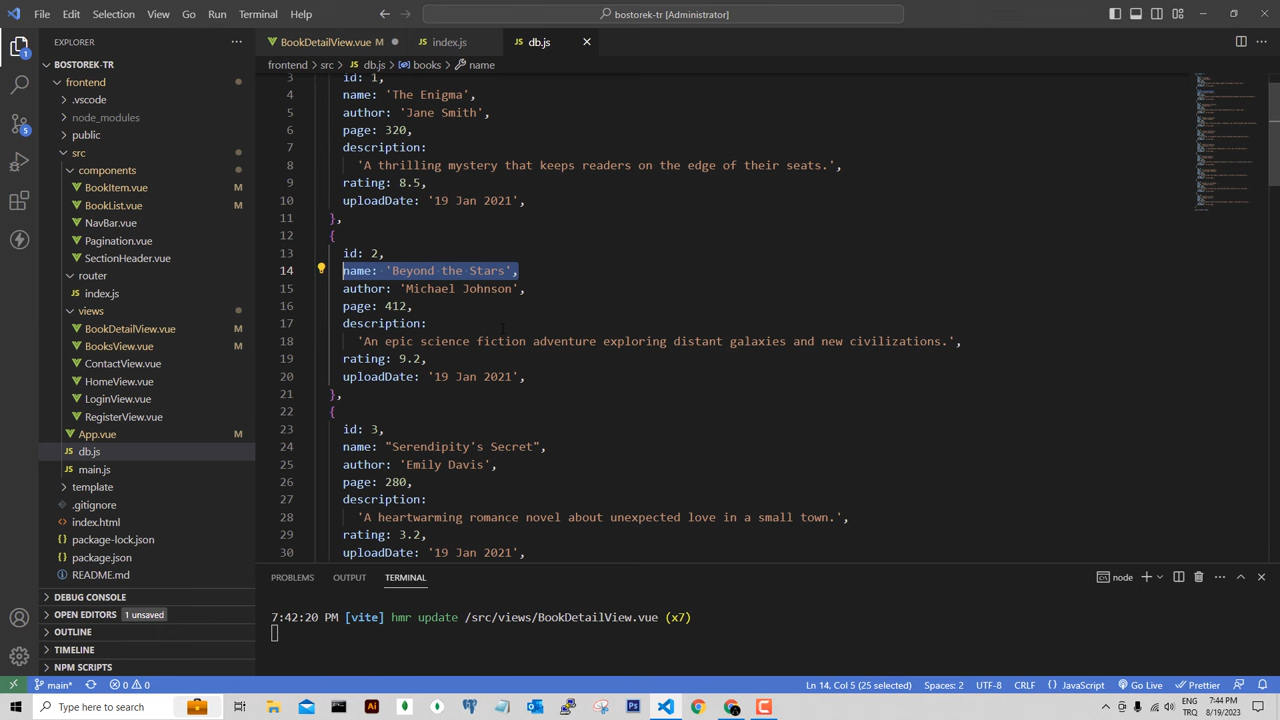 File Edit Selection View Go Run Terminal Help
bostorek-tr [Administrator]
EXPLORER
BookDetailView.vue M
index.js
db.js
BOSTOREK-TR
frontend > src > db.js > books > name
frontend
.vscode
node_modules
public
src
components
BookItem.vue M
BookList.vue M
NavBar.vue
Pagination.vue
SectionHeader.vue
router
index.js
views
BookDetailView.vue M
BooksView.vue M
ContactView.vue
HomeView.vue
LoginView.vue
RegisterView.vue
App.vue M
db.js
main.js
template
.gitignore
index.html
package-lock.json
package.json
README.md
DEBUG CONSOLE
OPEN EDITORS 1 unsaved
OUTLINE
TIMELINE
NPM SCRIPTS
3 id: 1,
4 name: 'The Enigma',
5 author: 'Jane Smith',
6 page: 320,
7 description:
8 'A thrilling mystery that keeps readers on the edge of their seats.',
9 rating: 8.5,
10 uploadDate: '19 Jan 2021',
11 },
12 {
13 id: 2,
14 name: 'Beyond the Stars',
15 author: 'Michael Johnson',
16 page: 412,
17 description:
18 'An epic science fiction adventure exploring distant galaxies and new civilizations.',
19 rating: 9.2,
20 uploadDate: '19 Jan 2021',
21 },
22 {
23 id: 3,
24 name: "Serendipity's Secret",
25 author: 'Emily Davis',
26 page: 280,
27 description:
28 'A heartwarming romance novel about unexpected love in a small town.',
29 rating: 3.2,
30 uploadDate: '19 Jan 2021',
PROBLEMS OUTPUT TERMINAL
node
7:42:20 PM [vite] hmr update /src/views/BookDetailView.vue (x7)
main* 0 0
Ln 14, Col 5 (25 selected) Spaces: 2 UTF-8 CRLF JavaScript Go Live Prettier
Type here to search
ENG 7:44 PM
TRQ 8/19/2023